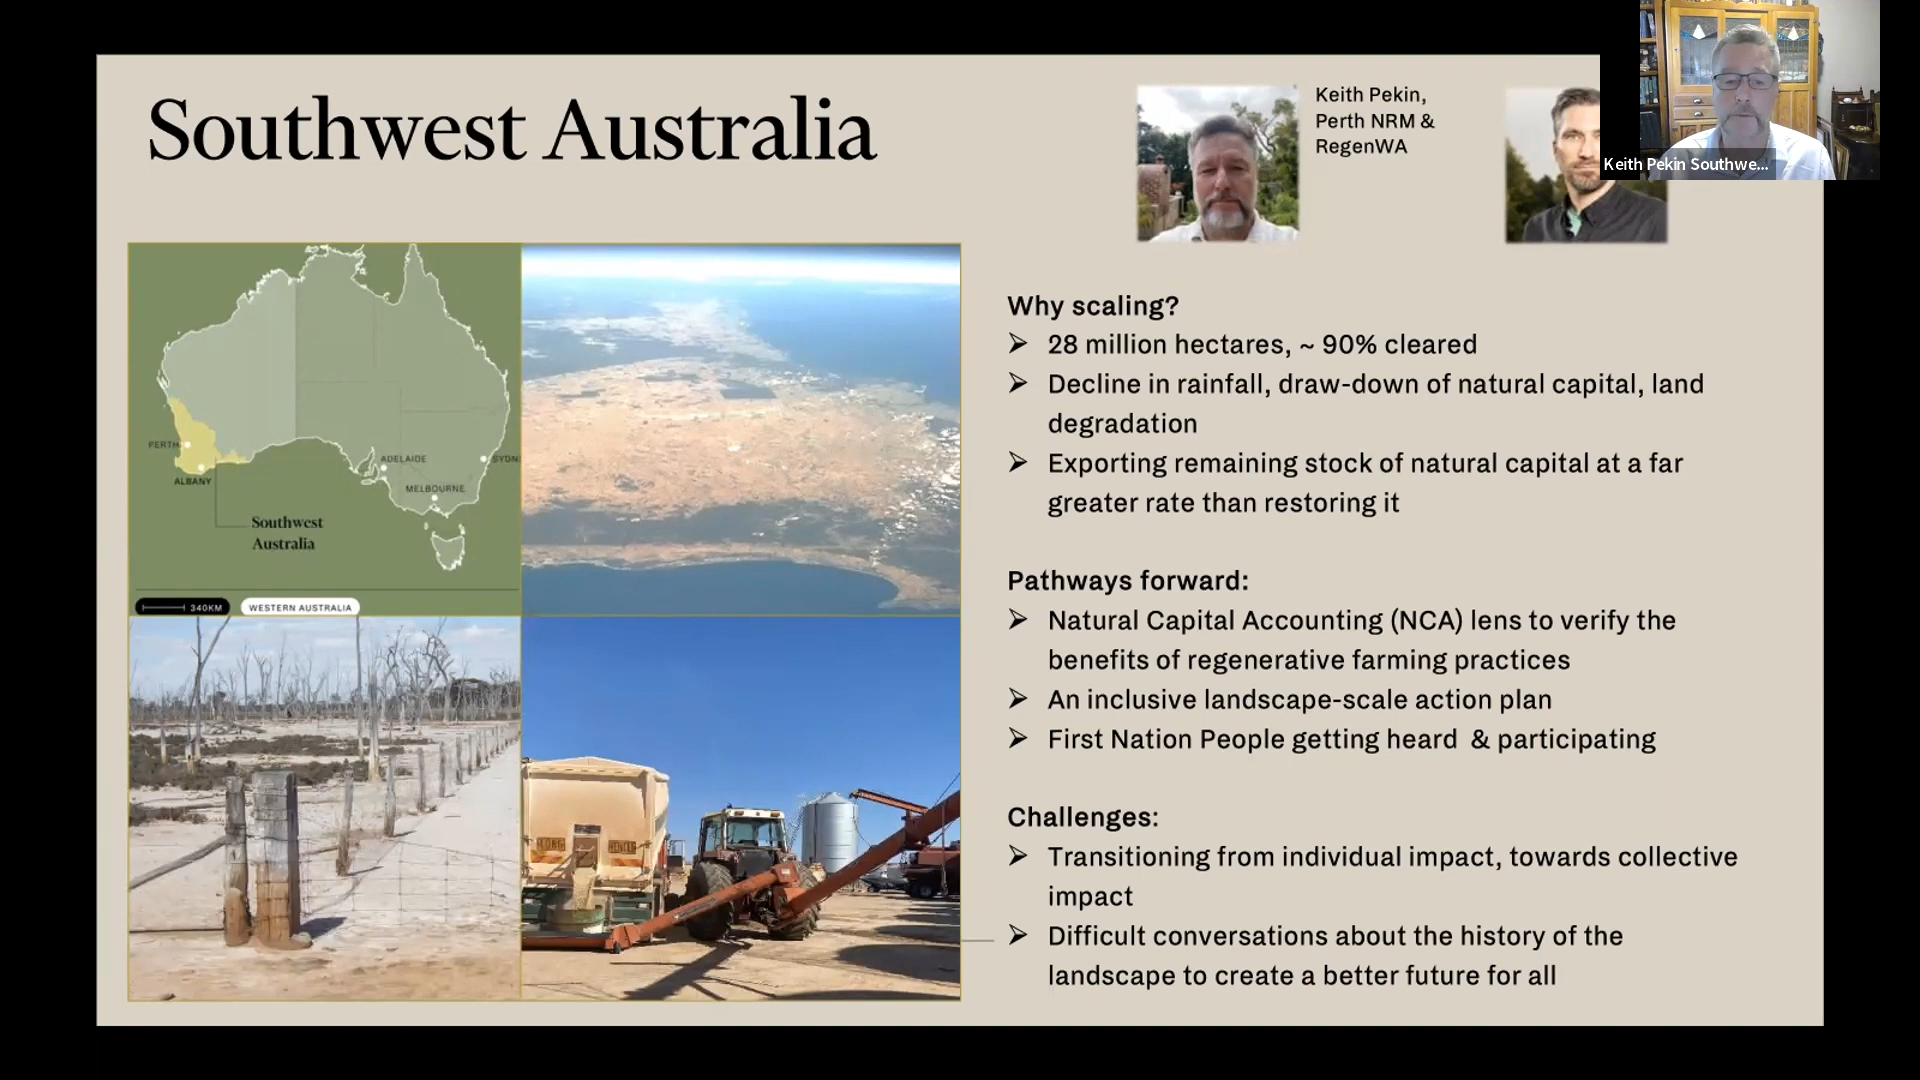 Southwest Australia
Keith Pekin,
Perth NRM &
RegenWA
Keith Pekin Southwe...
PERTH
ALBANY
ADELAIDE
SYDN
MELBOURNE
Southwest
Australia
340KM
WESTERN AUSTRALIA
Why scaling?
➢ 28 million hectares, ~ 90% cleared
➢ Decline in rainfall, draw-down of natural capital, land
degradation
➢ Exporting remaining stock of natural capital at a far
greater rate than restoring it
Pathways forward:
➢ Natural Capital Accounting (NCA) lens to verify the
benefits of regenerative farming practices
➢ An inclusive landscape-scale action plan
➢ First Nation People getting heard & participating
Challenges:
➢ Transitioning from individual impact, towards collective
impact
➢ Difficult conversations about the history of the
landscape to create a better future for all